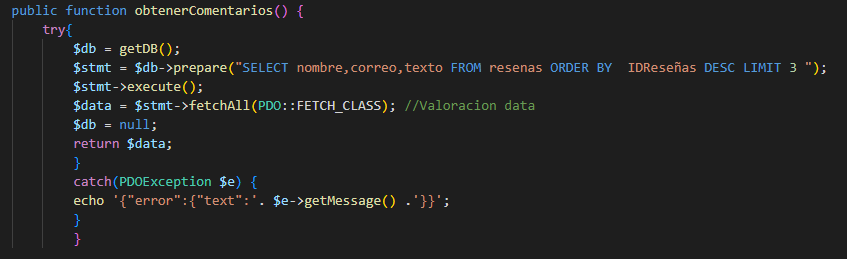 public function obtenerComentarios() {
try{
$db = getDB();
$stmt = $db->prepare("SELECT nombre,correo,texto FROM resenas ORDER BY  IDReseñas DESC LIMIT 3 ");
$stmt->execute();
$data = $stmt->fetchAll(PDO::FETCH_CLASS); //Valoracion data
$db = null;
return $data;
}
catch(PDOException $e) {
echo '{"error":{"text":'. $e->getMessage() .'}}';
}
}